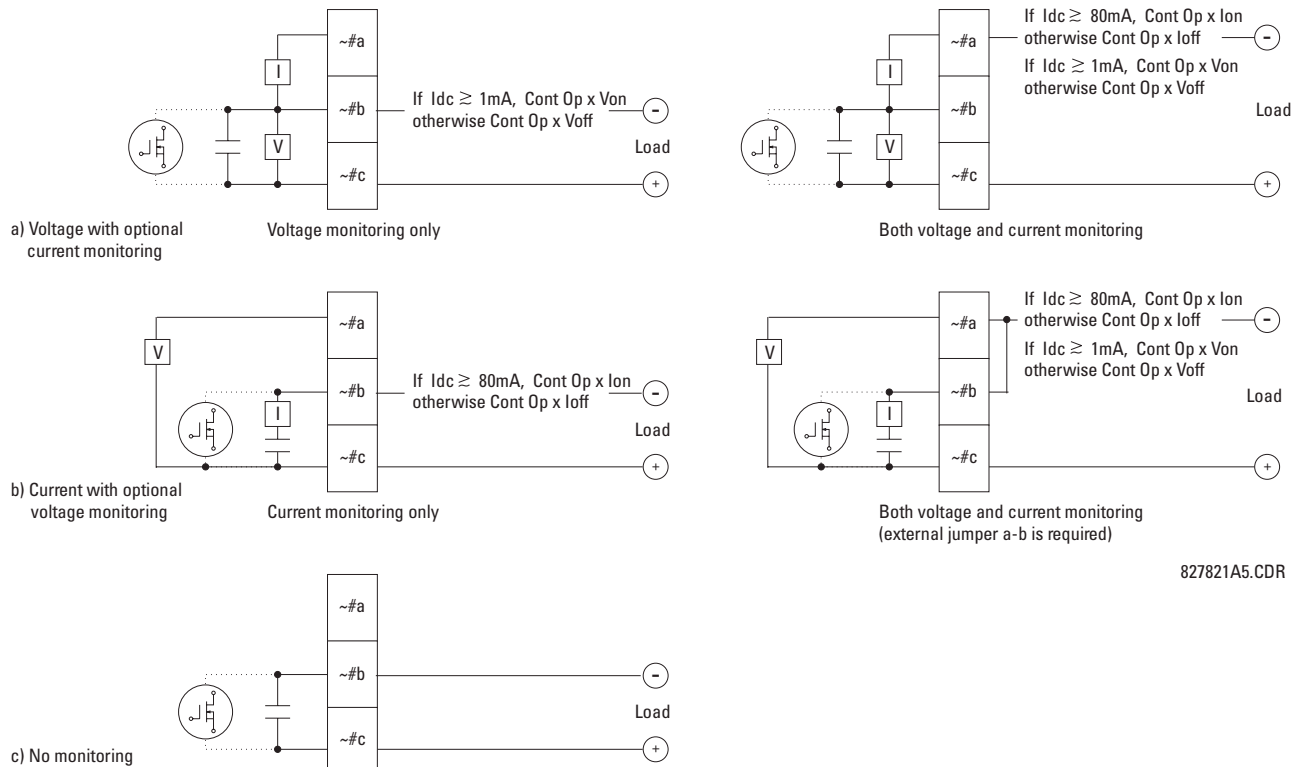 ~#a
I
~#b
V
~#c
If Idc ≳ 1mA, Cont Op x Von
otherwise Cont Op x Voff
-
Load
+
a) Voltage with optional
current monitoring
Voltage monitoring only
~#a
I
~#b
V
~#c
If Idc ≳ 80mA, Cont Op x Ion
otherwise Cont Op x Ioff
-
If Idc ≳ 1mA, Cont Op x Von
otherwise Cont Op x Voff
Load
+
Both voltage and current monitoring
~#a
V
~#b
I
~#c
If Idc ≳ 80mA, Cont Op x Ion
otherwise Cont Op x Ioff
-
Load
+
b) Current with optional
voltage monitoring
Current monitoring only
~#a
V
~#b
I
~#c
If Idc ≳ 80mA, Cont Op x Ion
otherwise Cont Op x Ioff
-
If Idc ≳ 1mA, Cont Op x Von
otherwise Cont Op x Voff
Load
+
Both voltage and current monitoring
(external jumper a-b is required)
827821A5.CDR
~#a
~#b
~#c
-
Load
+
c) No monitoring